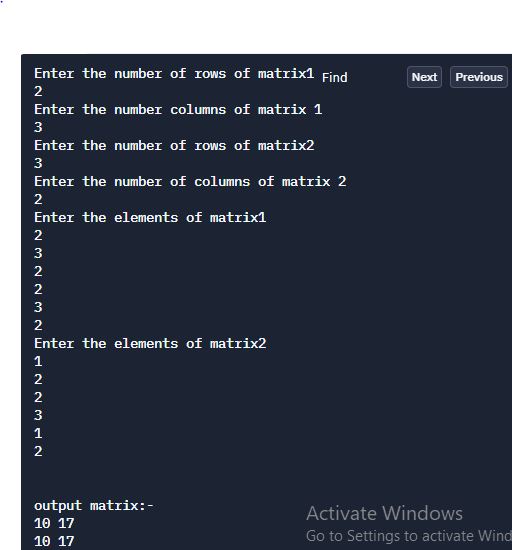 Enter the number of rows of matrix1 Find Next Previous
2
Enter the number columns of matrix 1
3
Enter the number of rows of matrix2
3
Enter the number of columns of matrix 2
2
Enter the elements of matrix1
2
3
2
2
3
2
Enter the elements of matrix2
1
2
2
3
1
2
output matrix:-
10 17
10 17
Activate Windows
Go to Settings to activate Wind